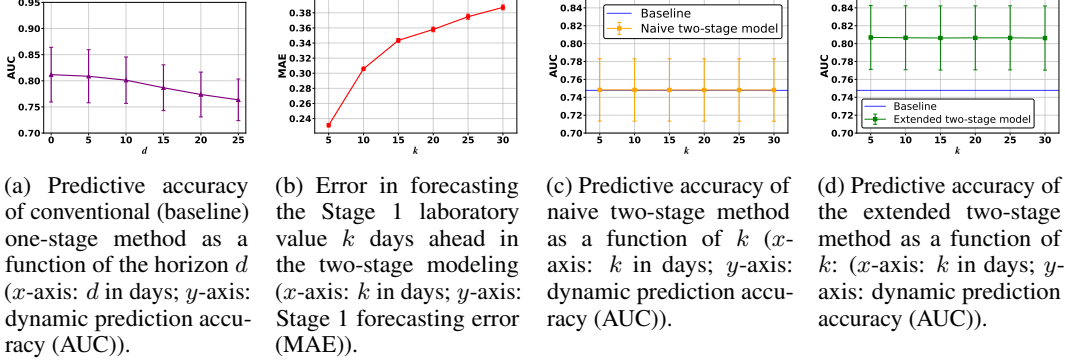 0.95
0.90
0.85
0.80
0.75
0.70
AUC
0 5 10 15 20 25
d
0.38
0.36
0.34
0.32
0.30
0.28
0.26
0.24
MAE
5 10 15 20 25 30
k
0.84
0.82
0.80
0.78
0.76
0.74
0.72
0.70
AUC
Baseline
Naive two-stage model
5 10 15 20 25 30
k
0.84
0.82
0.80
0.78
0.76
0.74
0.72
0.70
AUC
Baseline
Extended two-stage model
5 10 15 20 25 30
k
(a) Predictive accuracy
of conventional (baseline)
one-stage method as a
function of the horizon d
(x-axis: d in days; y-axis:
dynamic prediction accu-
racy (AUC)).
(b) Error in forecasting
the Stage 1 laboratory
value k days ahead in
the two-stage modeling
(x-axis: k in days; y-axis:
Stage 1 forecasting error
(MAE)).
(c) Predictive accuracy of
naive two-stage method
as a function of k (x-
axis: k in days; y-axis:
dynamic prediction accu-
racy (AUC)).
(d) Predictive accuracy of
the extended two-stage
method as a function of
k: (x-axis: k in days; y-
axis: dynamic prediction
accuracy (AUC)).